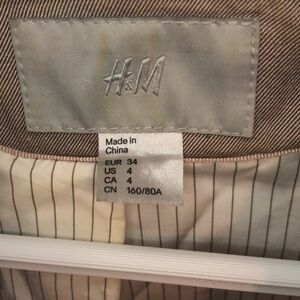 H&M
Made in
China
EUR 34
US 4
CA 4
CN 160/80A